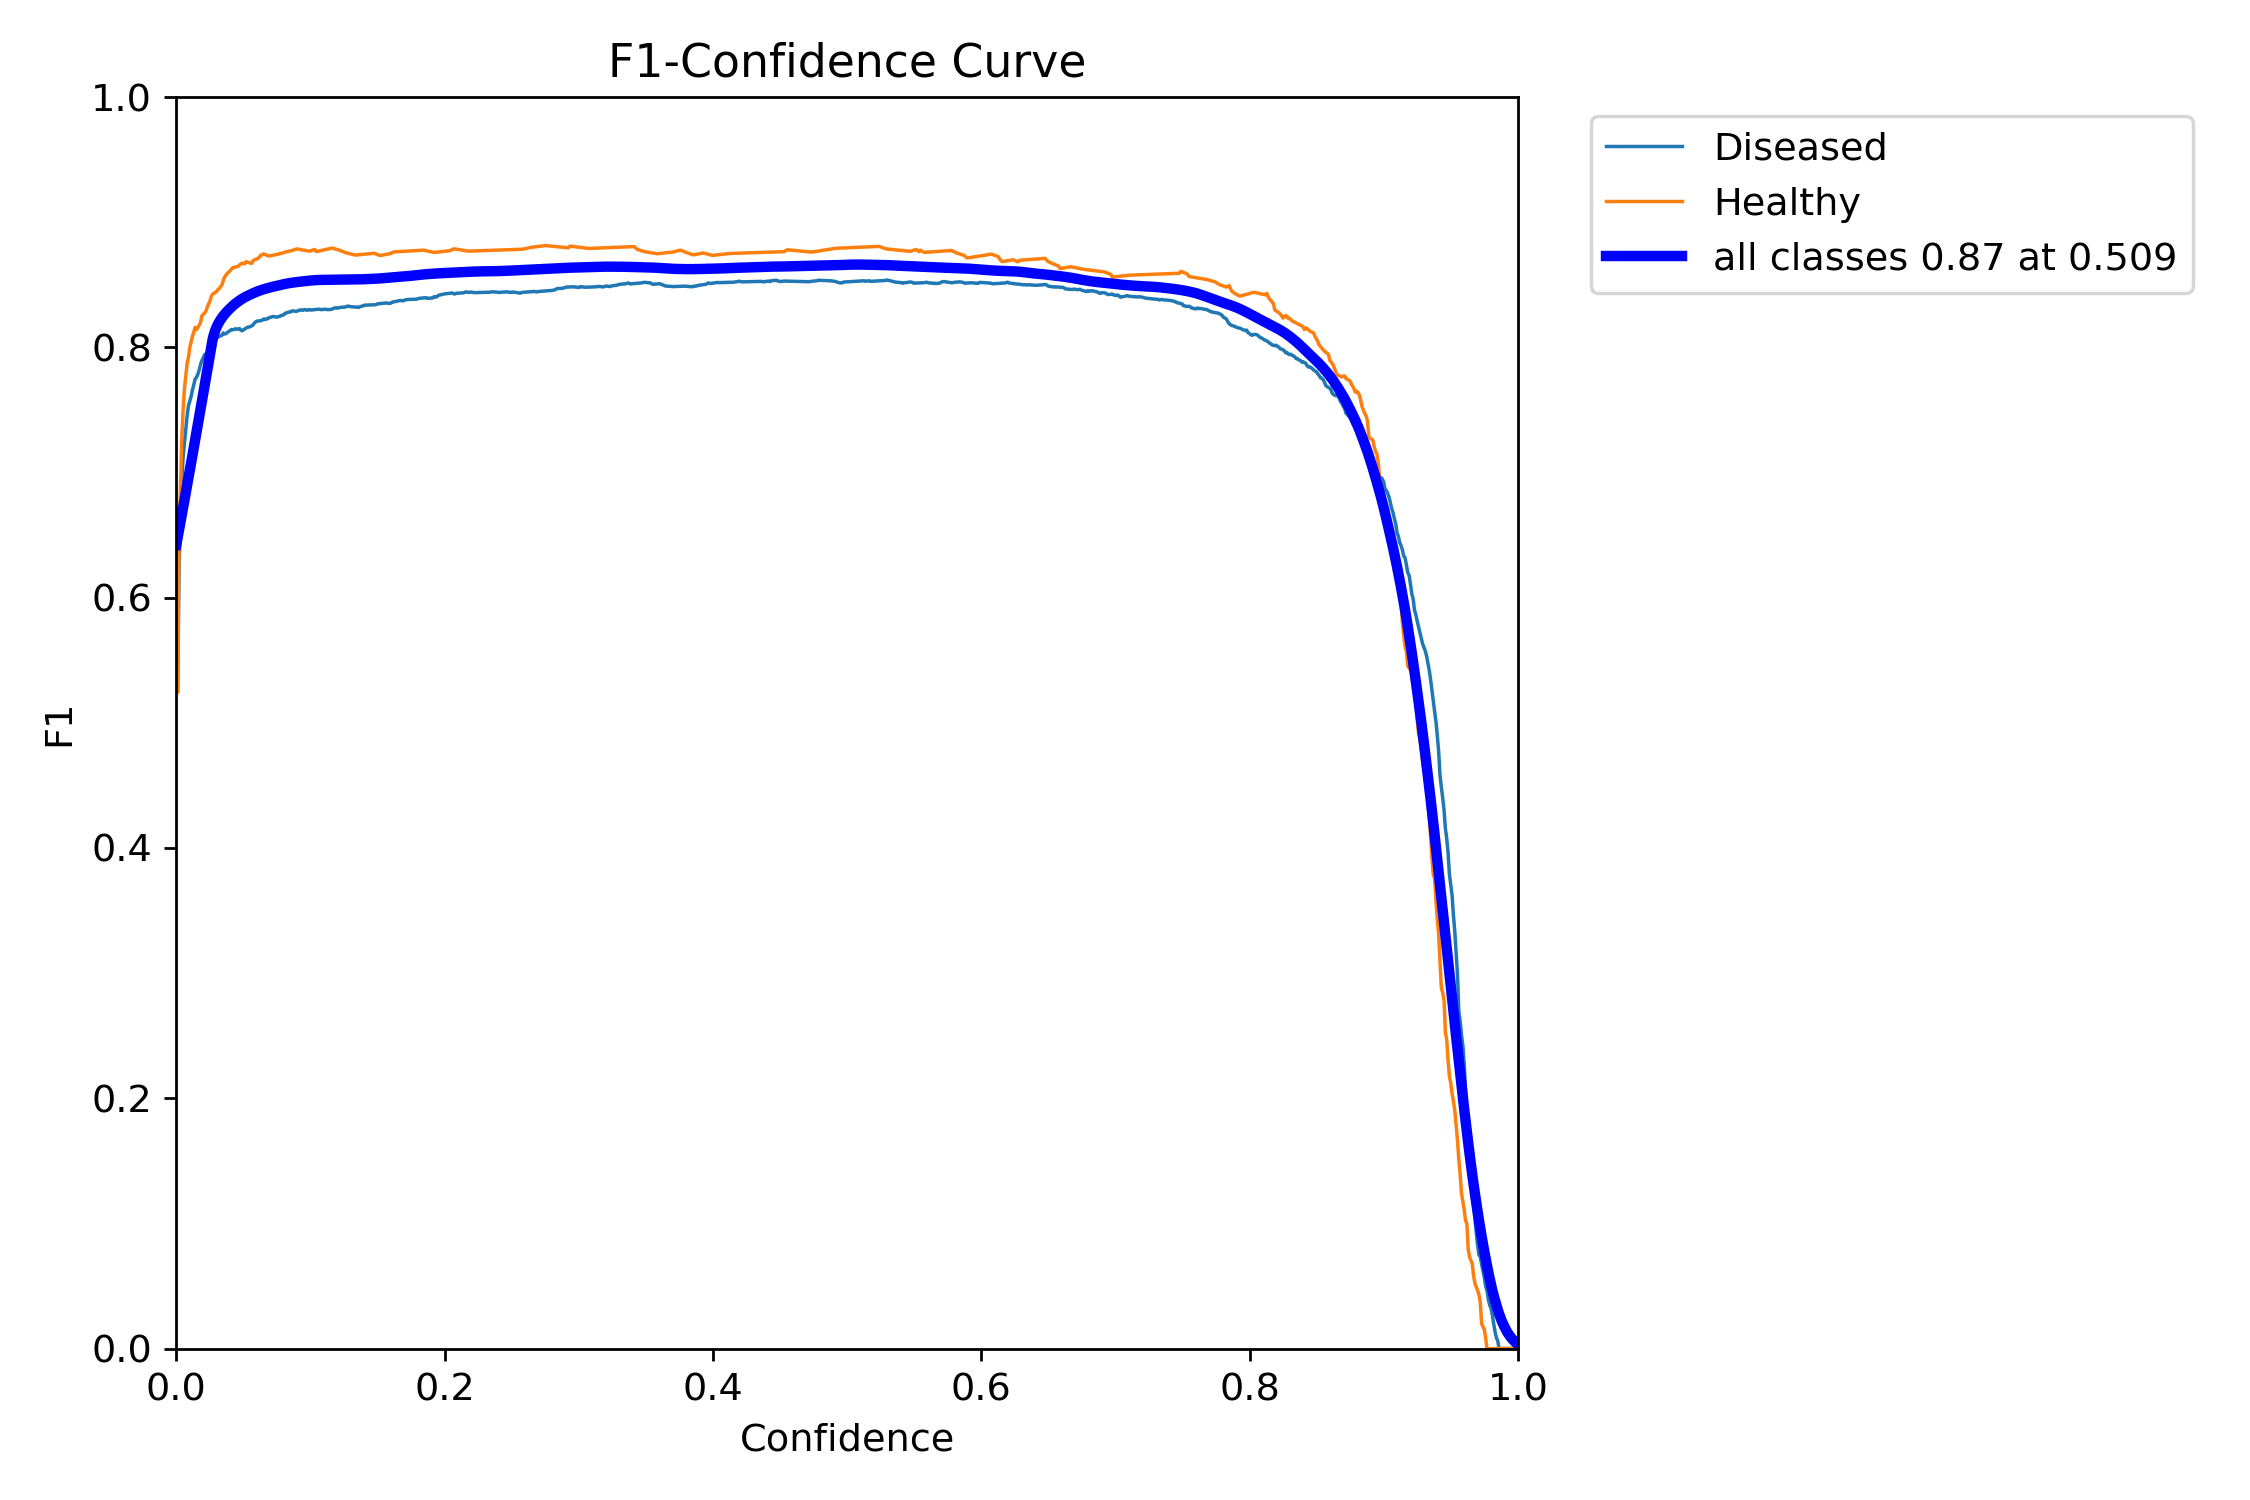 F1-Confidence Curve
1.0
0.8
0.6
0.4
0.2
0.0
F1
0.0 0.2 0.4 0.6 0.8 1.0
Confidence
Diseased
Healthy
all classes 0.87 at 0.509